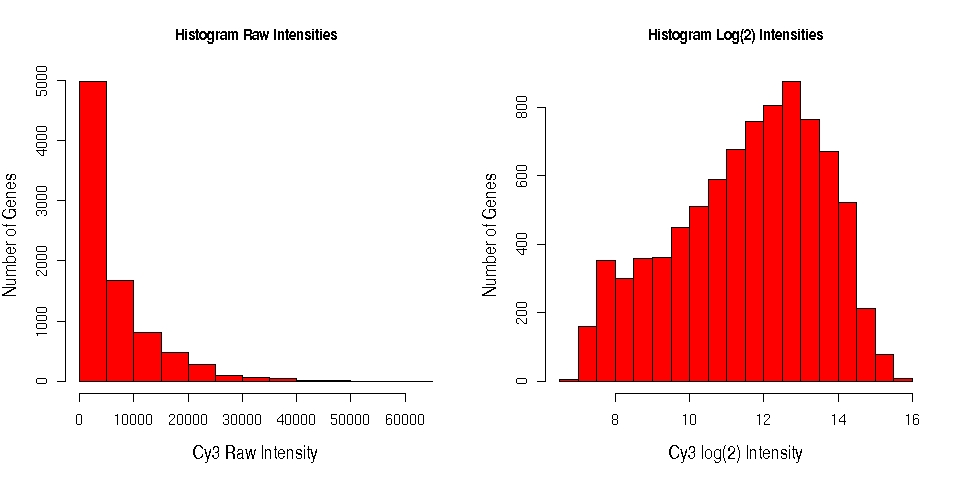 Histogram Raw Intensities
Number of Genes
5000
4000
3000
2000
1000
0
0 10000 20000 30000 40000 50000 60000
Cy3 Raw Intensity
Histogram Log(2) Intensities
Number of Genes
800
600
400
200
0
8 10 12 14 16
Cy3 log(2) Intensity